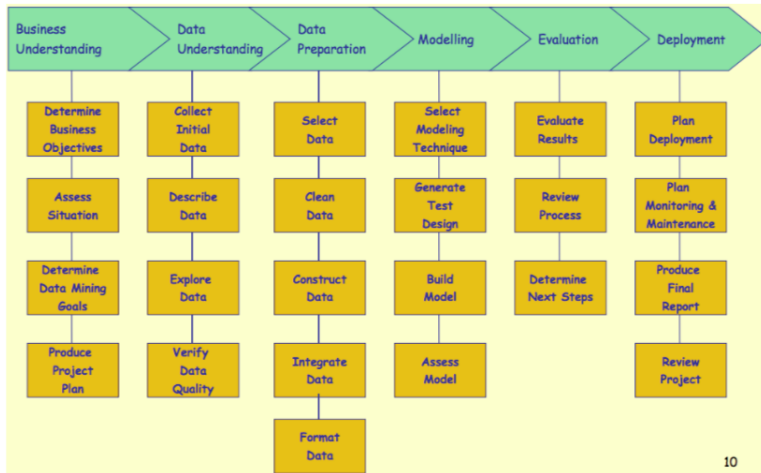 Business
Understanding
Data
Understanding
Data
Preparation
Modelling
Evaluation
Deployment
Determine
Business
Objectives
Assess
Situation
Determine
Data Mining
Goals
Produce
Project
Plan
Collect
Initial
Data
Describe
Data
Explore
Data
Verify
Data
Quality
Select
Data
Clean
Data
Construct
Data
Integrate
Data
Format
Data
Select
Modeling
Technique
Generate
Test
Design
Build
Model
Assess
Model
Evaluate
Results
Review
Process
Determine
Next Steps
Plan
Deployment
Plan
Monitoring &
Maintenance
Produce
Final
Report
Review
Project
10